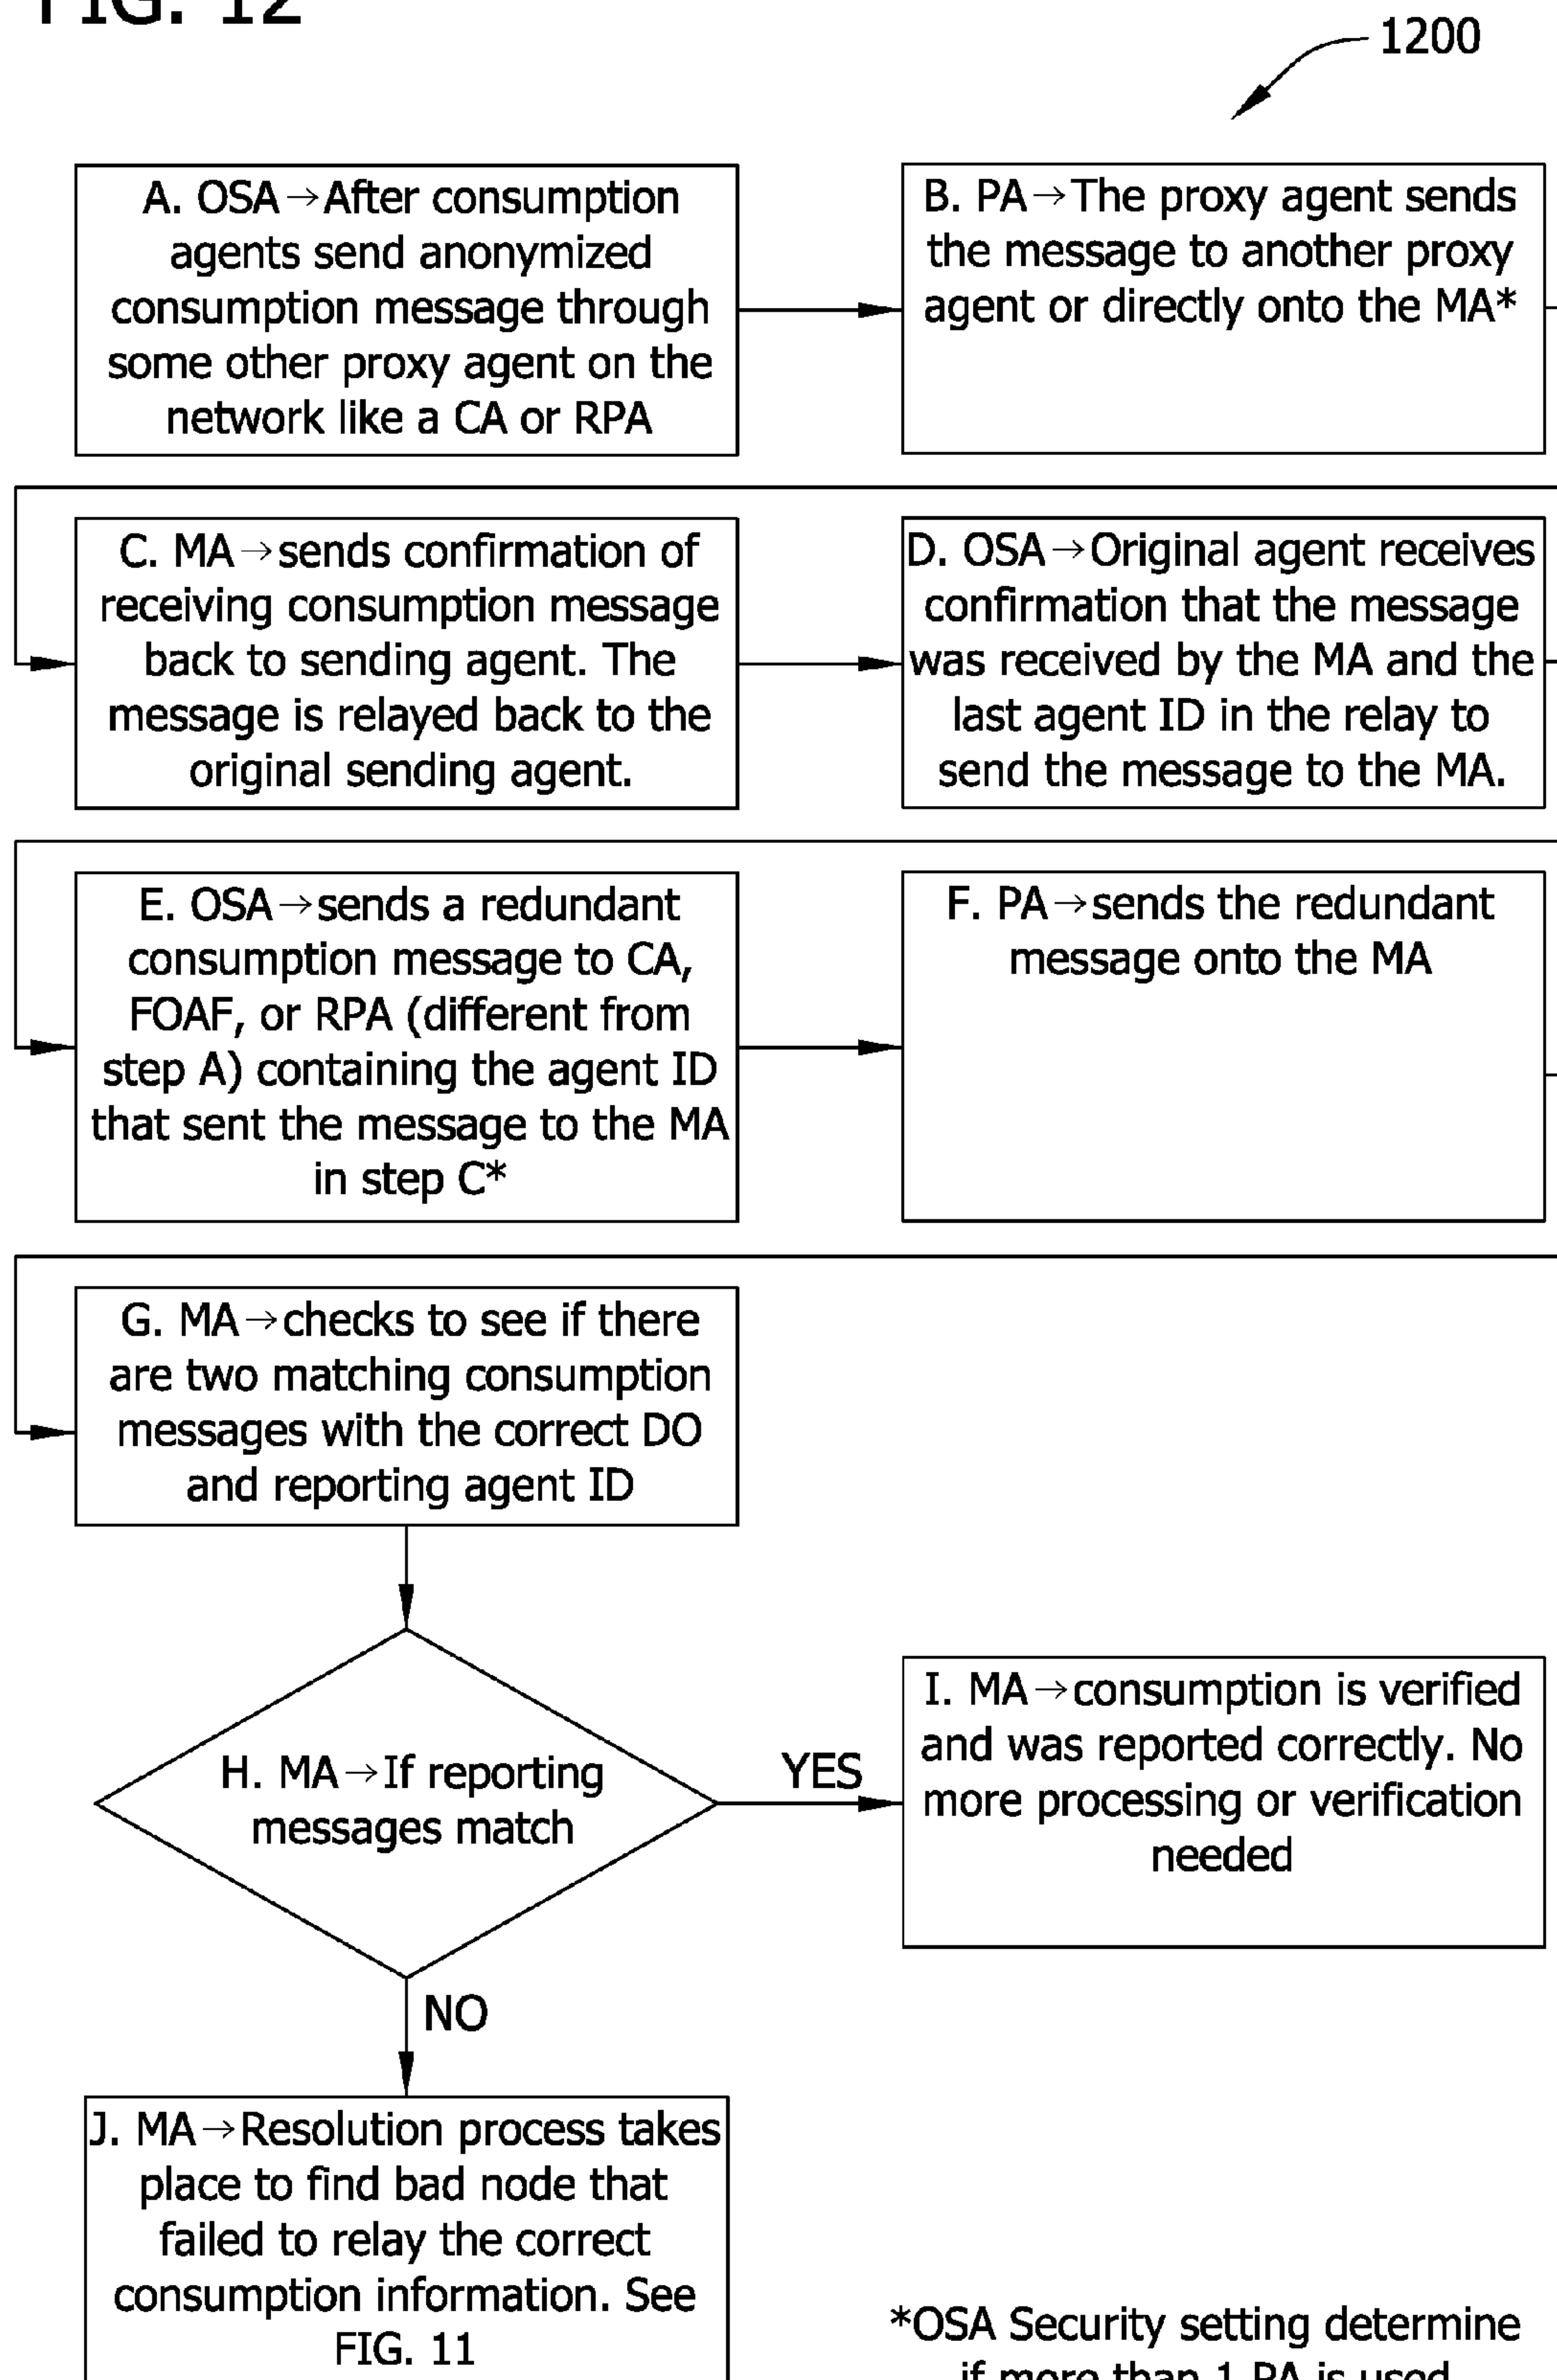 FIG. 12
1200
A. OSA→After consumption
agents send anonymized
consumption message through
some other proxy agent on the
network like a CA or RPA
B. PA→The proxy agent sends
the message to another proxy
agent or directly onto the MA*
C. MA→sends confirmation of
receiving consumption message
back to sending agent. The
message is relayed back to the
original sending agent.
D. OSA→Original agent receives
confirmation that the message
was received by the MA and the
last agent ID in the relay to
send the message to the MA.
E. OSA→sends a redundant
consumption message to CA,
FOAF, or RPA (different from
step A) containing the agent ID
that sent the message to the MA
in step C*
F. PA→sends the redundant
message onto the MA
G. MA→checks to see if there
are two matching consumption
messages with the correct DO
and reporting agent ID
H. MA→If reporting
messages match
YES
I. MA→consumption is verified
and was reported correctly. No
more processing or verification
needed
NO
J. MA→Resolution process takes
place to find bad node that
failed to relay the correct
consumption information. See
FIG. 11
*OSA Security setting determine
if more than 1 PA is used